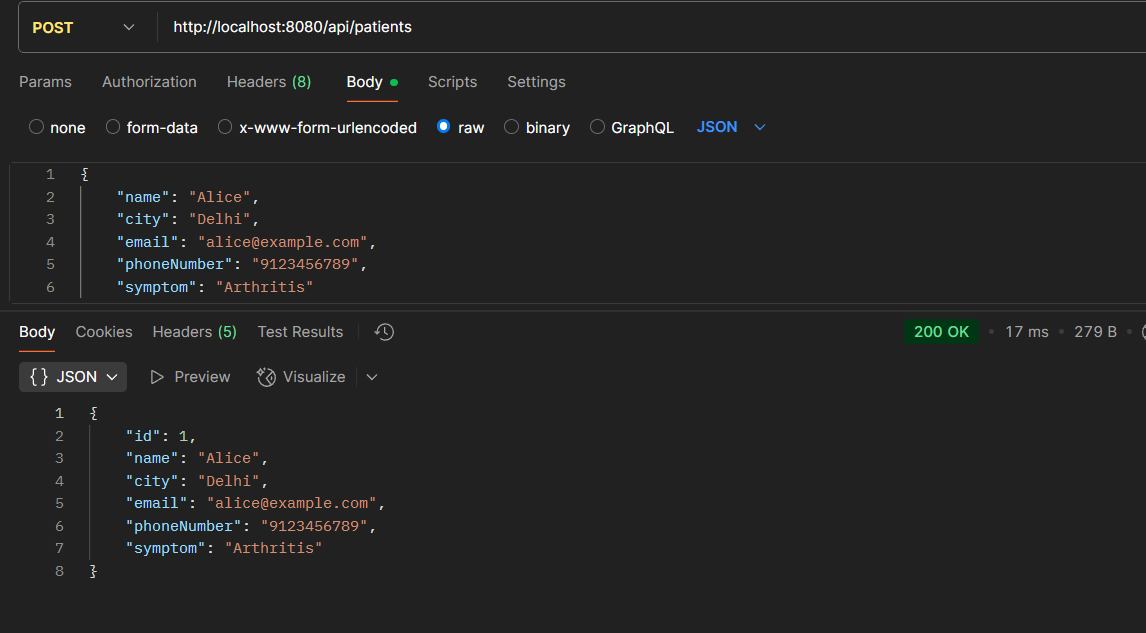 POST http://localhost:8080/api/patients
Params Authorization Headers (8) Body Scripts Settings
none form-data x-www-form-urlencoded raw binary GraphQL JSON
1 {
2 "name": "Alice",
3 "city": "Delhi",
4 "email": "alice@example.com",
5 "phoneNumber": "9123456789",
6 "symptom": "Arthritis"
Body Cookies Headers (5) Test Results 200 OK • 17 ms • 279 B •
{} JSON Preview Visualize
1 {
2 "id": 1,
3 "name": "Alice",
4 "city": "Delhi",
5 "email": "alice@example.com",
6 "phoneNumber": "9123456789",
7 "symptom": "Arthritis"
8 }